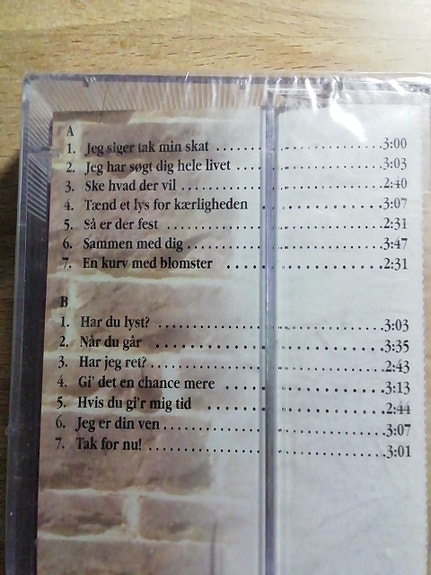 A
1. Jeg siger tak min skat ........................3:00
2. Jeg har søgt dig hele livet ....................3:03
3. Ske hvad der vil ..............................2:40
4. Tænd et lys for kærligheden ................3:07
5. Så er der fest ................................2:31
6. Sammen med dig ............................3:47
7. En kurv med blomster ......................2:31
B
1. Har du lyst? ..................................3:03
2. Når du går ....................................3:35
3. Har jeg ret? ..................................2:43
4. Gi' det en chance mere ......................3:13
5. Hvis du gi'r mig tid ..........................2:44
6. Jeg er din ven ................................3:07
7. Tak for nu! ..................................3:01